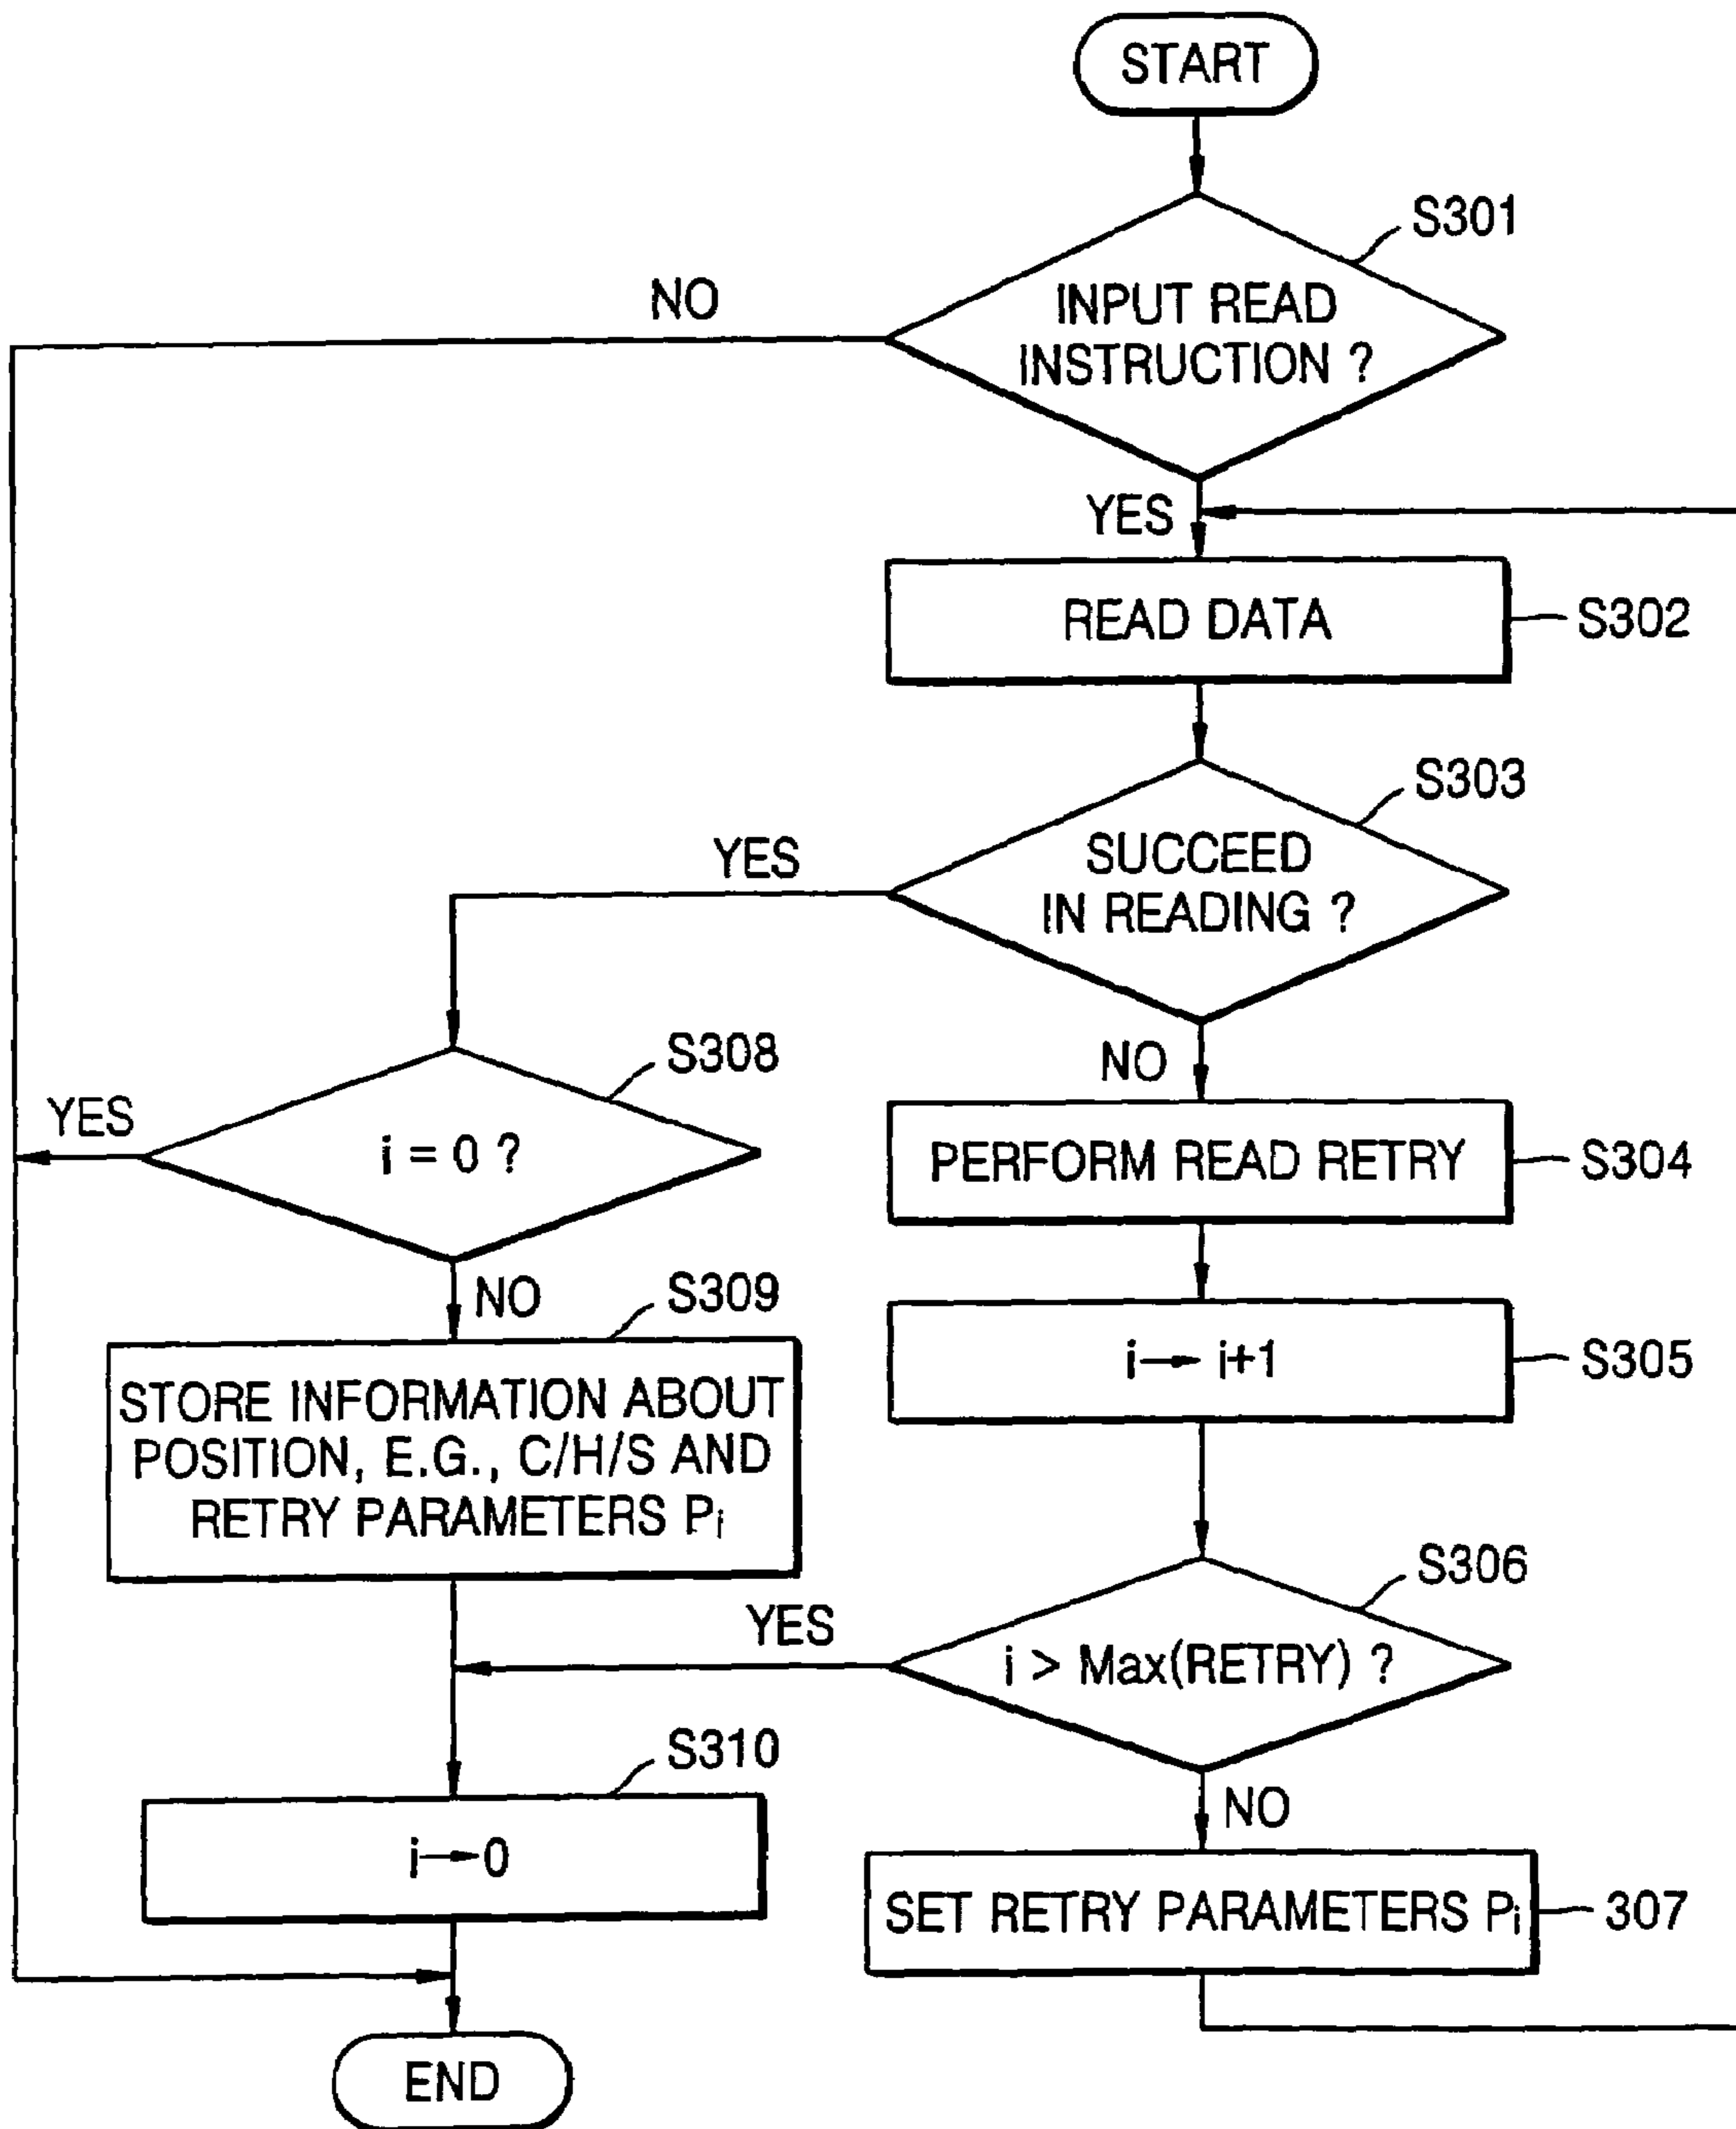 START
S301
NO
INPUT READ
INSTRUCTION ?
YES
READ DATA
S302
S303
YES
SUCCEED
IN READING ?
NO
S308
YES
i = 0 ?
PERFORM READ RETRY
S304
NO
S309
i→ i+1
S305
STORE INFORMATION ABOUT
POSITION, E.G., C/H/S AND
RETRY PARAMETERS Pi
S306
YES
i > Max(RETRY) ?
S310
NO
i→0
SET RETRY PARAMETERS Pi
307
END